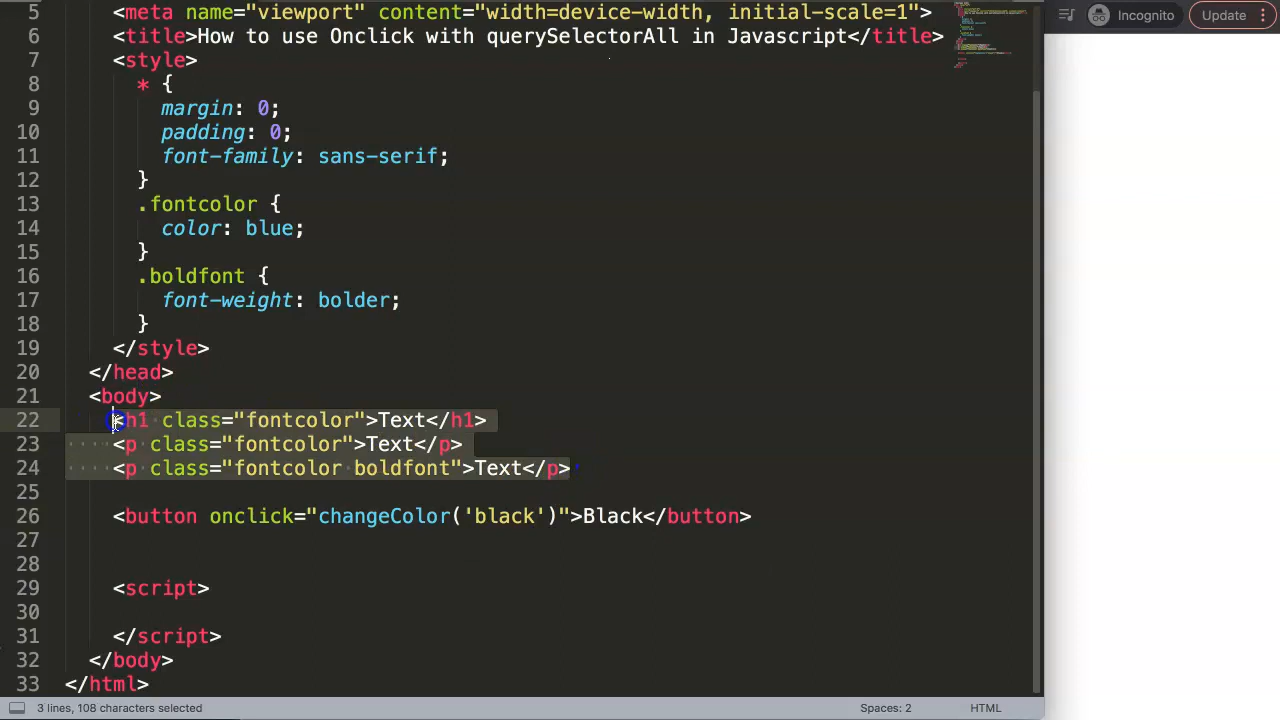 5 <meta name="viewport" content="width=device-width, initial-scale=1">
6 <title>How to use Onclick with querySelectorAll in Javascript</title>
7 <style>
8 * {
9 margin: 0;
10 padding: 0;
11 font-family: sans-serif;
12 }
13 .fontcolor {
14 color: blue;
15 }
16 .boldfont {
17 font-weight: bolder;
18 }
19 </style>
20 </head>
21 <body>
22 <h1 class="fontcolor">Text</h1>
23 <p class="fontcolor">Text</p>
24 <p class="fontcolor boldfont">Text</p>
25
26 <button onclick="changeColor('black')">Black</button>
27
28
29 <script>
30
31 </script>
32 </body>
33 </html>
3 lines, 108 characters selected
Spaces: 2
HTML
Incognito
Update